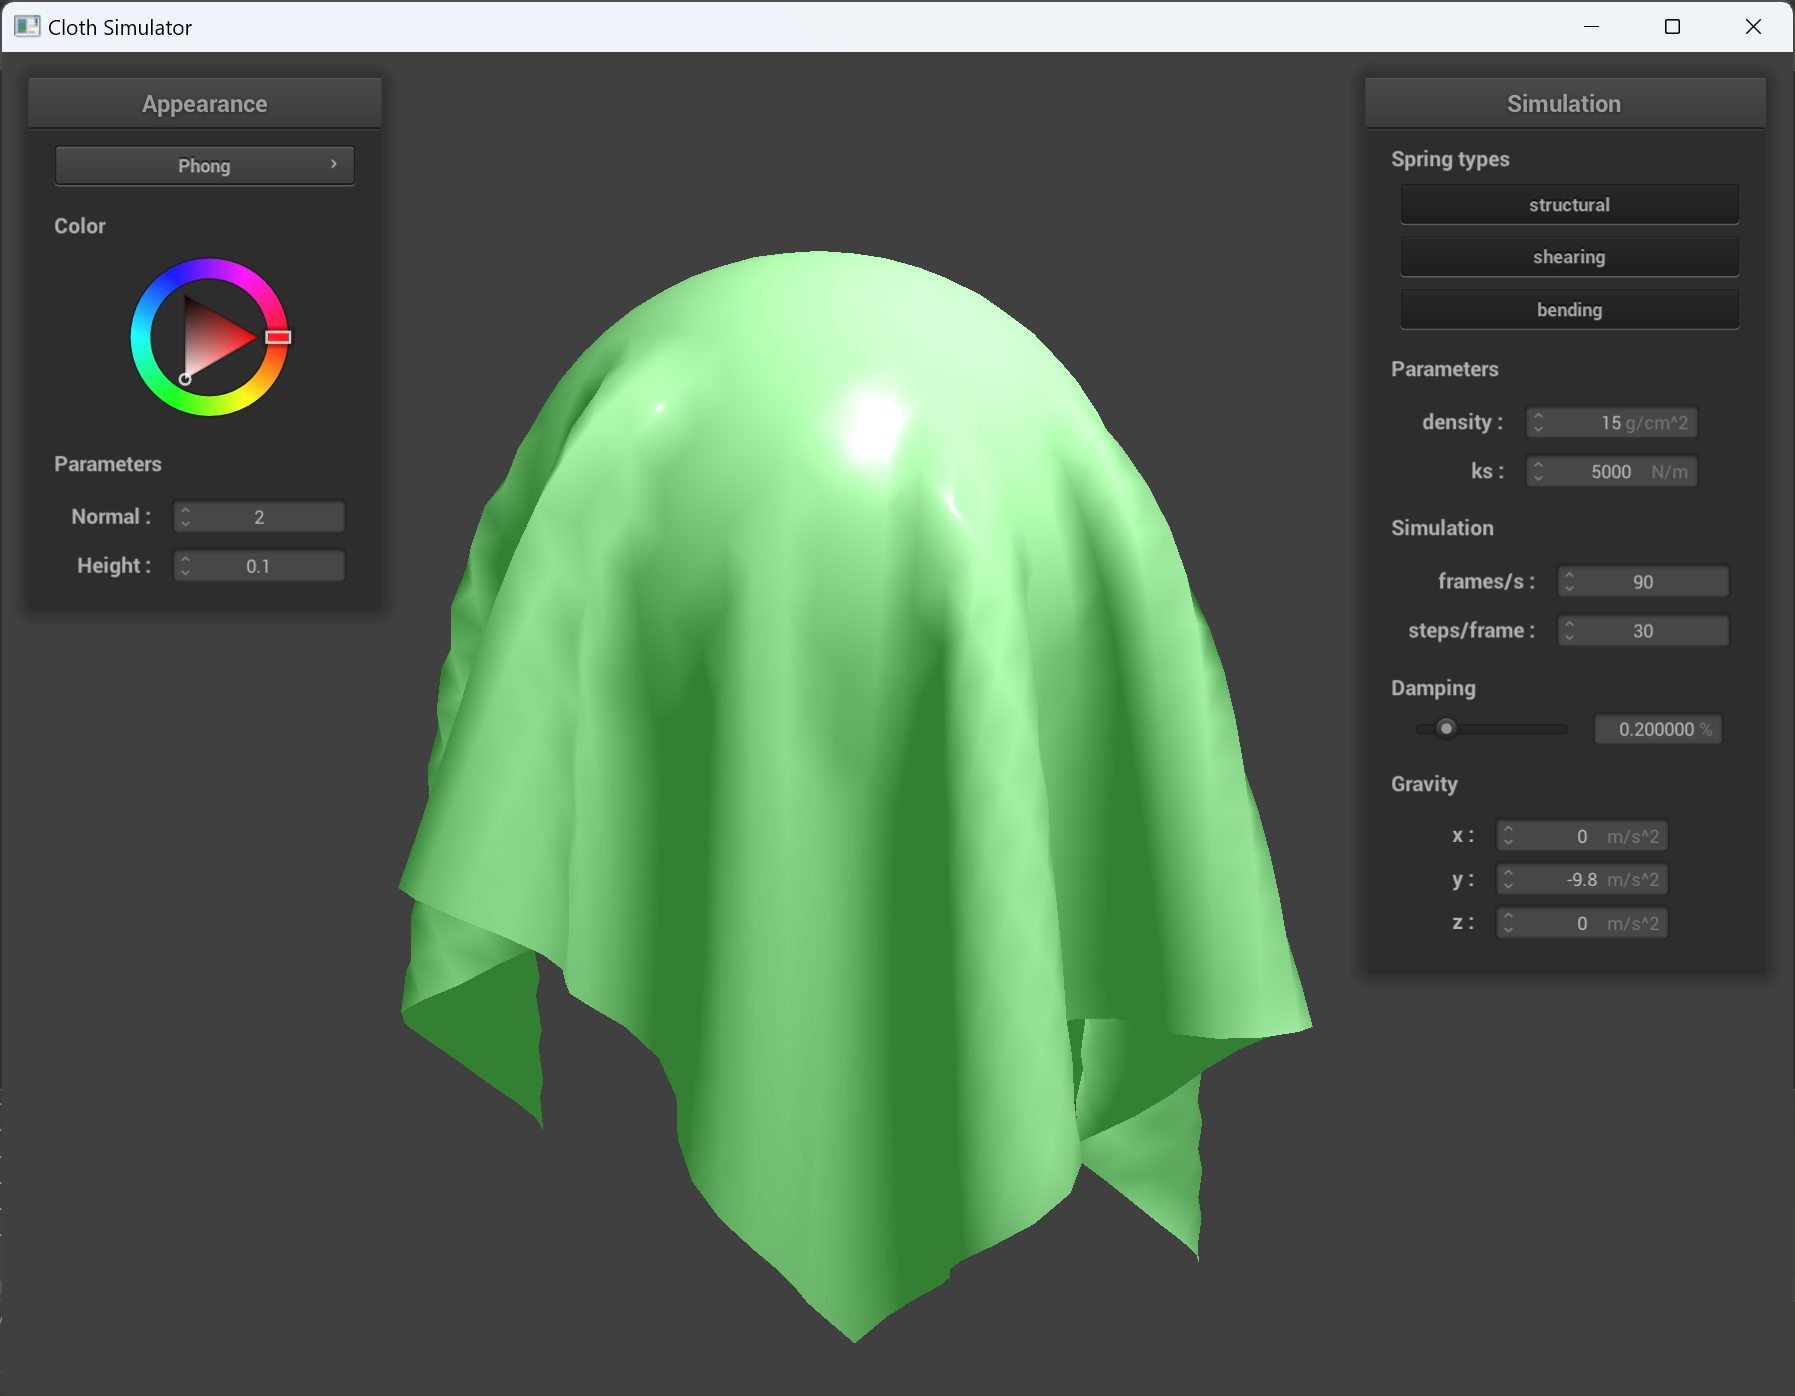 Cloth Simulator
Appearance
Phong
Color
Parameters
Normal : 2
Height : 0.1
Simulation
Spring types
structural
shearing
bending
Parameters
density : 15 g/cm^2
ks : 5000 N/m
Simulation
frames/s : 90
steps/frame : 30
Damping
0.200000 %
Gravity
x : 0 m/s^2
y : -9.8 m/s^2
z : 0 m/s^2